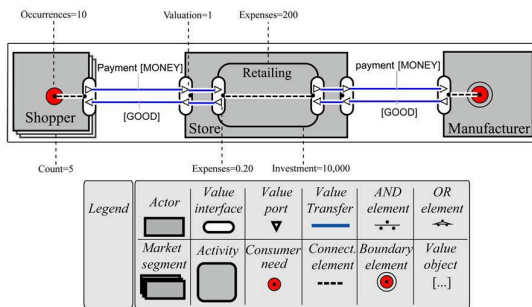 Occurrences=10
Valuation=1
Expenses=200
Payment [MONEY]
Retailing
payment [MONEY]
Shopper
[GOOD]
Store
[GOOD]
Manufacturer
Count=5
Expenses=0.20
Investment=10,000
Legend
Actor
Value interface
Value port
Value Transfer
AND element
OR element
Market segment
Activity
Consumer need
Connect. element
Boundary element
Value object
[...]